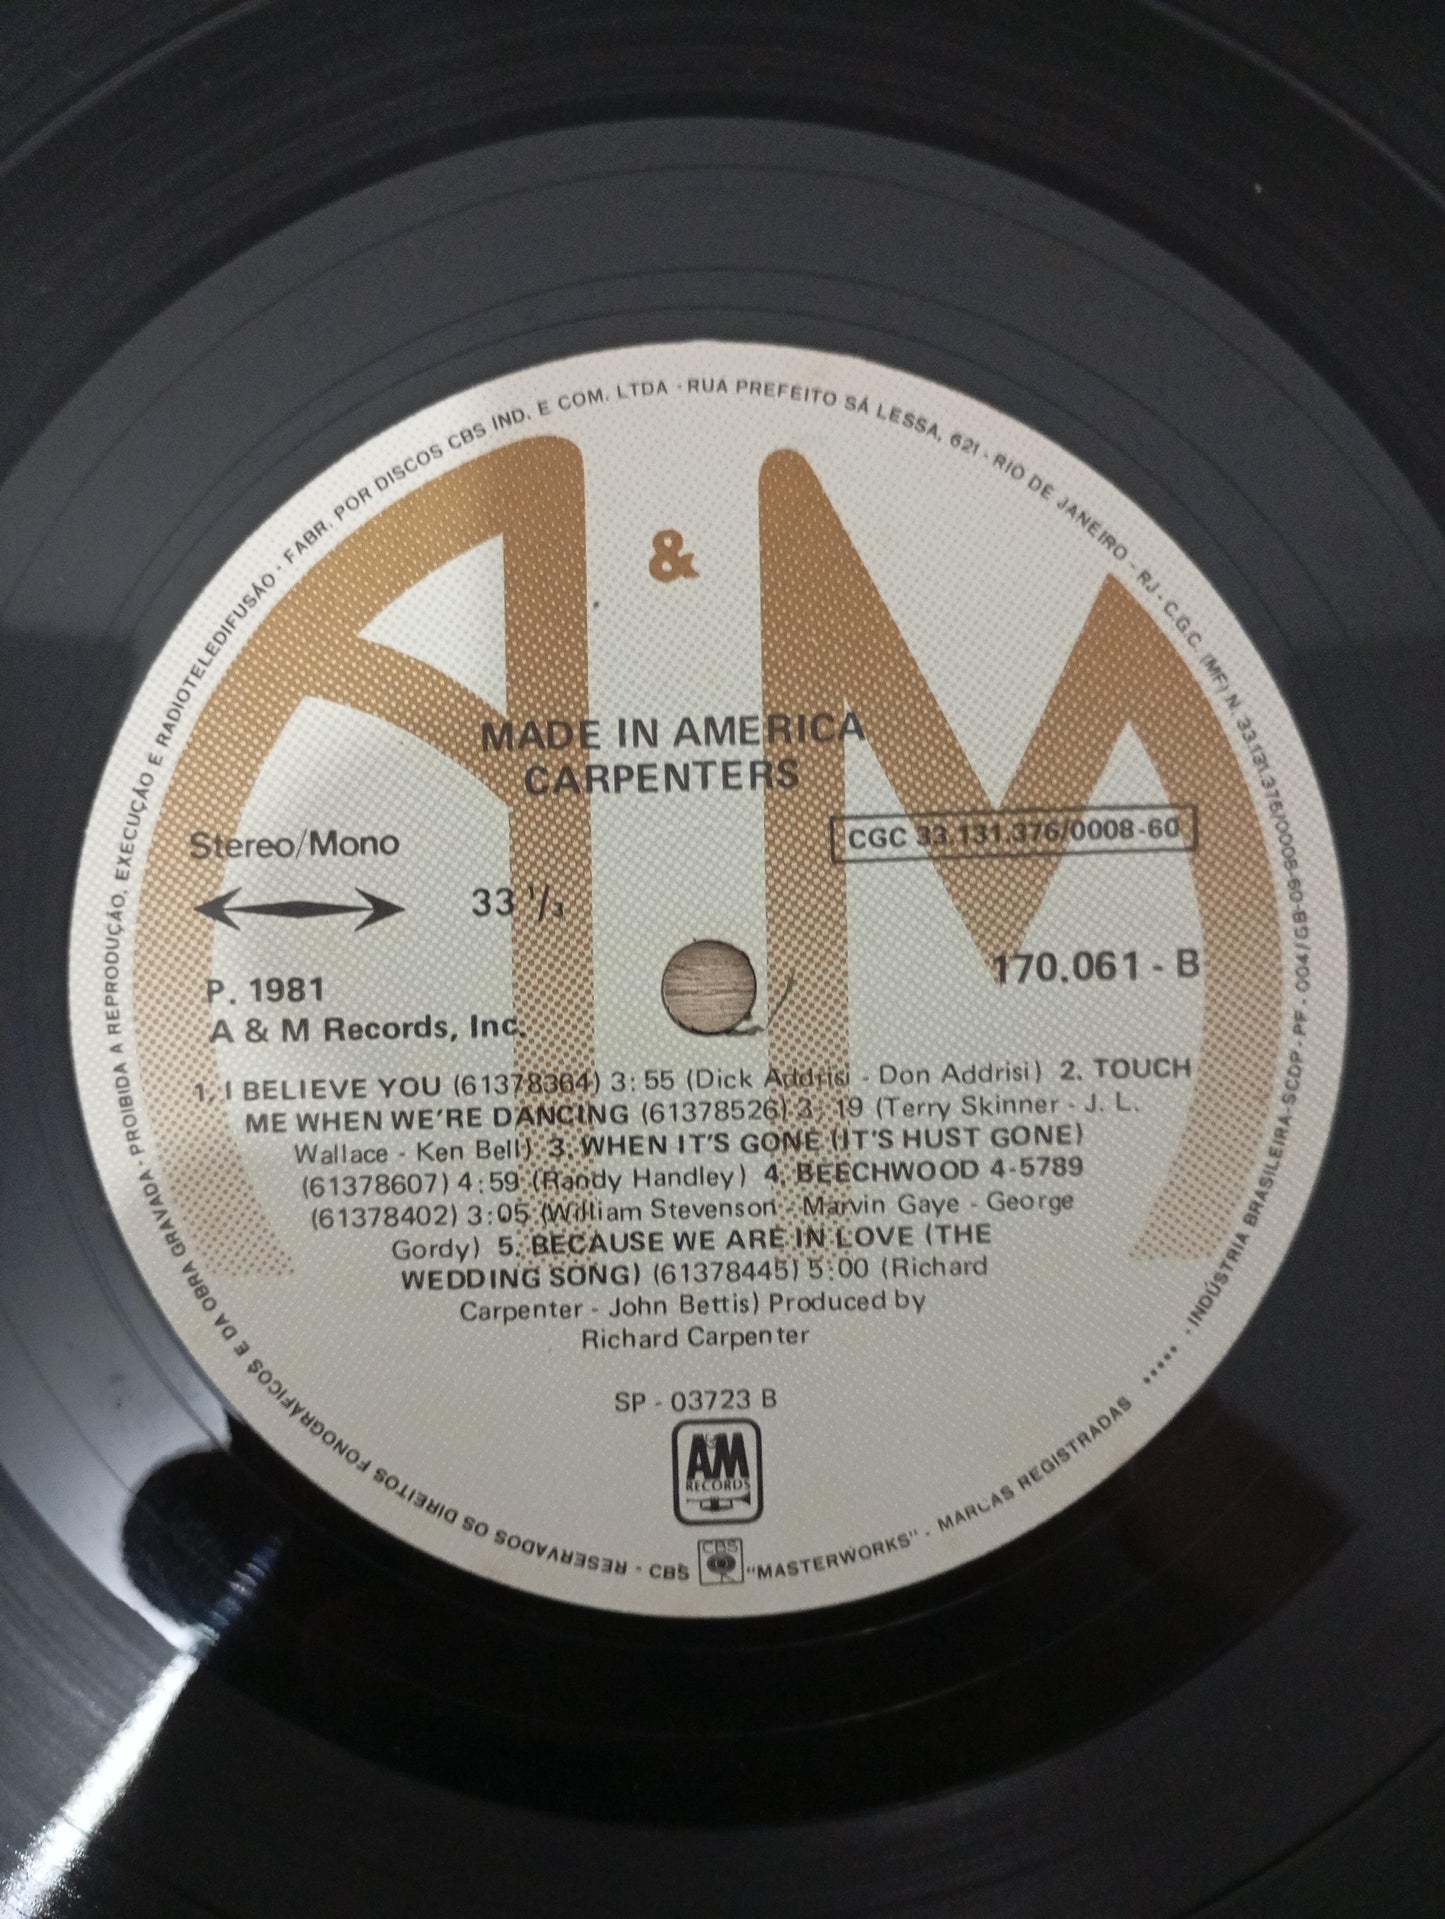 FABR. POR DISCOS CBS IND. E COM. LTDA · RUA PREFEITO SÁ LESSA, 621 - RIO DE JANEIRO - RJ - C.G.C. (MF) N. 33.131.376/0008-60/GB-09-004 - PF - SCDP - INDÚSTRIA BRASILEIRA
A & M
MADE IN AMERICA
CARPENTERS
Stereo/Mono
CGC 33.131.376/0008-60
33 1/3
170.061 - B
P. 1981
A & M Records, Inc.
1. I BELIEVE YOU (61378364) 3: 55 (Dick Addrisi - Don Addrisi) 2. TOUCH
ME WHEN WE'RE DANCING (61378526) 3: 19 (Terry Skinner - J. L.
Wallace - Ken Bell) 3. WHEN IT'S GONE (IT'S HUST GONE)
(61378607) 4:59 (Randy Handley) 4. BEECHWOOD 4-5789
(61378402) 3:05 (William Stevenson - Marvin Gaye - George
Gordy) 5. BECAUSE WE ARE IN LOVE (THE
WEDDING SONG) (61378445) 5:00 (Richard
Carpenter - John Bettis) Produced by
Richard Carpenter
SP - 03723 B
A&M
RECORDS
CBS
RESERVADOS OS DIREITOS FONOGRÁFICOS E DA OBRA GRAVADA · PROIBIDA A REPRODUÇÃO, EXECUÇÃO E RADIOTELEDIFUSÃO
CBS "MASTERWORKS" - MARCAS REGISTRADAS